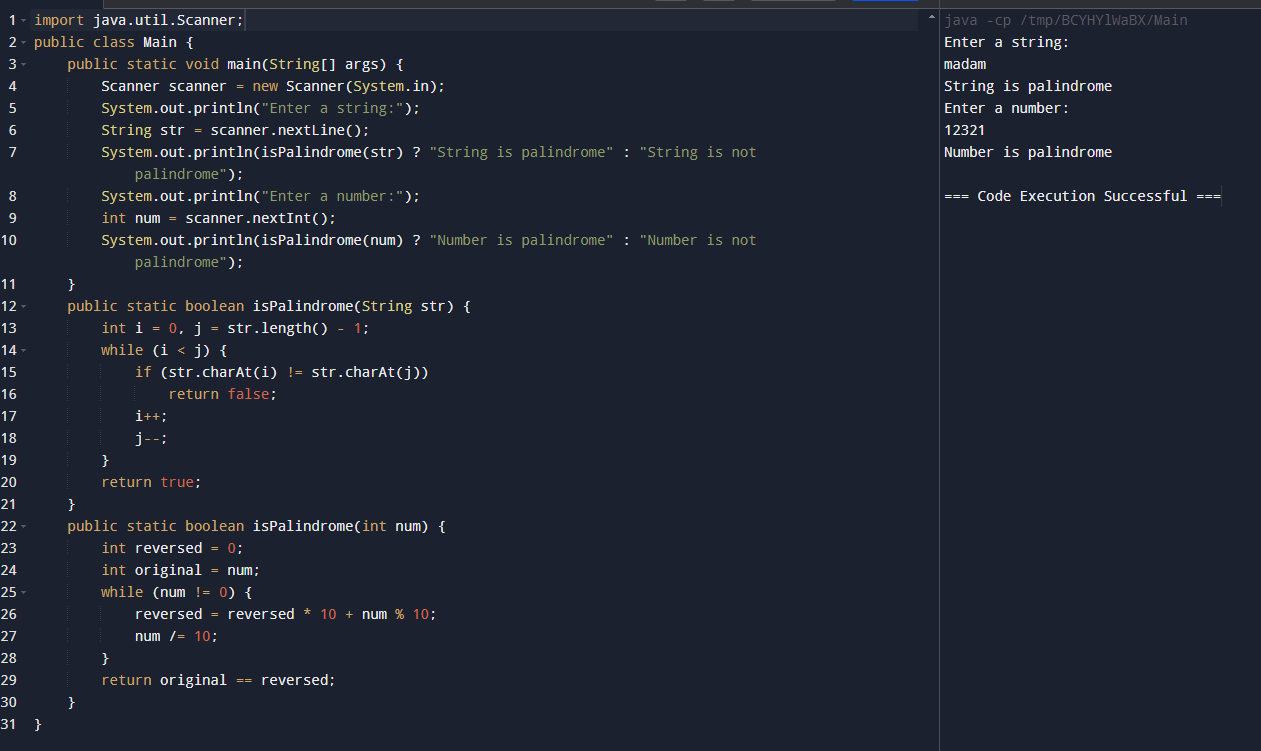 1 import java.util.Scanner;
2 public class Main {
3     public static void main(String[] args) {
4         Scanner scanner = new Scanner(System.in);
5         System.out.println("Enter a string:");
6         String str = scanner.nextLine();
7         System.out.println(isPalindrome(str) ? "String is palindrome" : "String is not
            palindrome");
8         System.out.println("Enter a number:");
9         int num = scanner.nextInt();
10         System.out.println(isPalindrome(num) ? "Number is palindrome" : "Number is not
            palindrome");
11     }
12     public static boolean isPalindrome(String str) {
13         int i = 0, j = str.length() - 1;
14         while (i < j) {
15             if (str.charAt(i) != str.charAt(j))
16                 return false;
17             i++;
18             j--;
19         }
20         return true;
21     }
22     public static boolean isPalindrome(int num) {
23         int reversed = 0;
24         int original = num;
25         while (num != 0) {
26             reversed = reversed * 10 + num % 10;
27             num /= 10;
28         }
29         return original == reversed;
30     }
31 }
java -cp /tmp/BCYHYlWaBX/Main
Enter a string:
madam
String is palindrome
Enter a number:
12321
Number is palindrome
=== Code Execution Successful ===